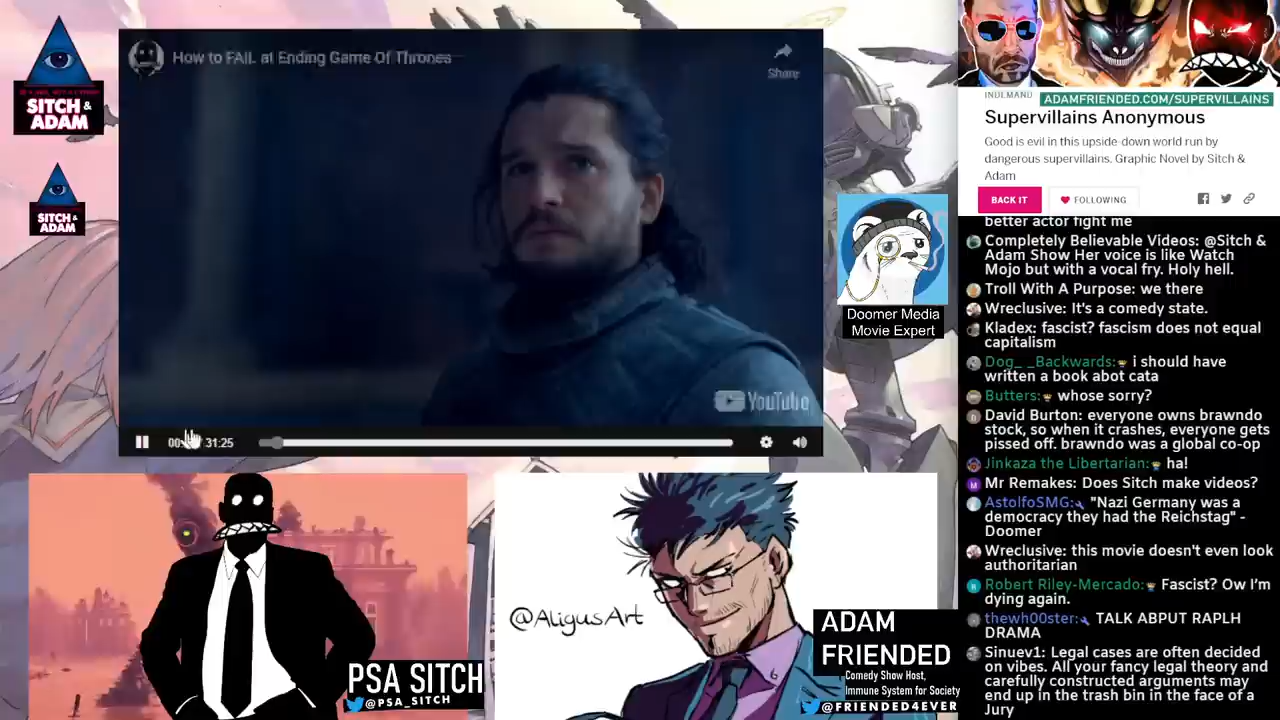 How to FAIL at Ending Game Of Thrones
Share
YouTube
31:25
SITCH &
ADAM
SITCH &
ADAM
Doomer Media
Movie Expert
@AligusArt
PSA SITCH
@PSA_SITCH
ADAM
FRIENDED
Comedy Show Host,
Immune System for Society
@FRIENDED4EVER
INDEMAND
ADAMFRIENDED.COM/SUPERVILLAINS
Supervillains Anonymous
Good is evil in this upside-down world run by
dangerous supervillains. Graphic Novel by Sitch &
Adam
BACK IT
FOLLOWING
better actor fight me
Completely Believable Videos: @Sitch &
Adam Show Her voice is like Watch
Mojo but with a vocal fry. Holy hell.
Troll With A Purpose: we there
Wreclusive: It's a comedy state.
Kladex: fascist? fascism does not equal
capitalism
Dog_ _Backwards: i should have
written a book abot cata
Butters: whose sorry?
David Burton: everyone owns brawndo
stock, so when it crashes, everyone gets
pissed off. brawndo was a global co-op
Jinkaza the Libertarian: ha!
Mr Remakes: Does Sitch make videos?
AstolfoSMG: "Nazi Germany was a
democracy they had the Reichstag" -
Doomer
Wreclusive: this movie doesn't even look
authoritarian
Robert Riley-Mercado: Fascist? Ow I'm
dying again.
thewh00ster: TALK ABPUT RAPLH
DRAMA
Sinuev1: Legal cases are often decided
on vibes. All your fancy legal theory and
carefully constructed arguments may
end up in the trash bin in the face of a
Jury